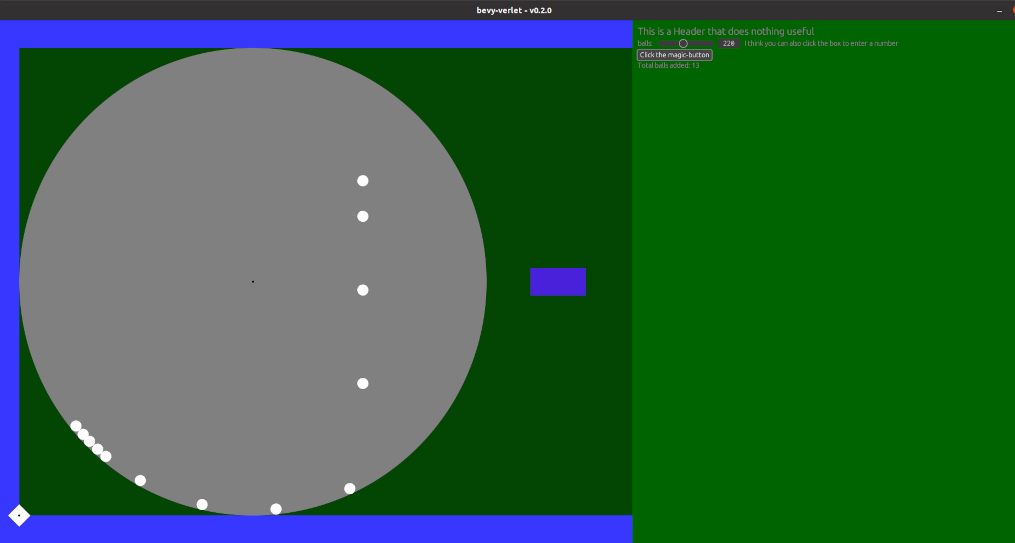 bevy-verlet - v0.2.0
This is a Header that does nothing useful
balls: 220 I think you can also click the box to enter a number
Click the magic-button
Total balls added: 13